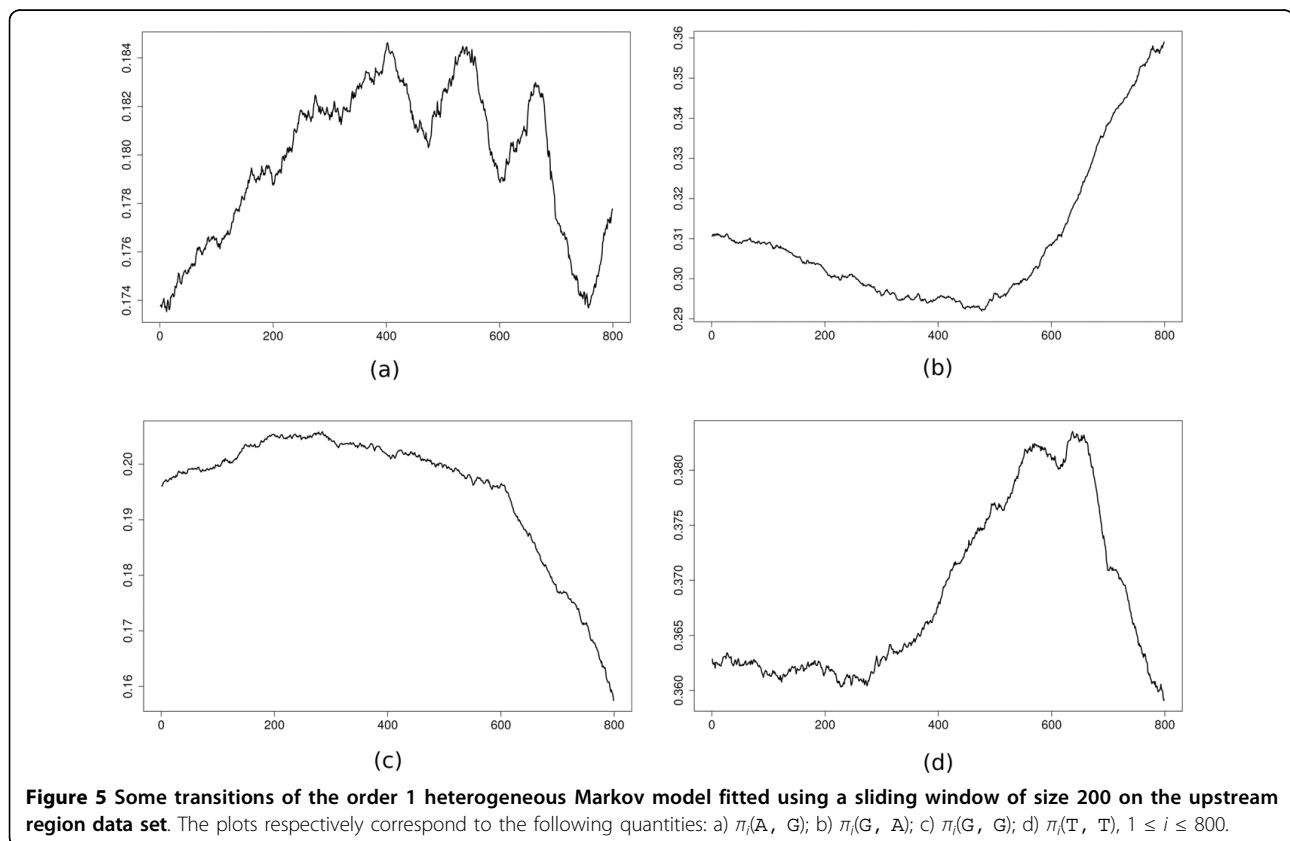 0.184
0.182
0.180
0.178
0.176
0.174
0 200 400 600 800
(a)
0.36
0.35
0.34
0.33
0.32
0.31
0.30
0.29
0 200 400 600 800
(b)
0.20
0.19
0.18
0.17
0.16
0 200 400 600 800
(c)
0.380
0.375
0.370
0.365
0.360
0 200 400 600 800
(d)
Figure 5 Some transitions of the order 1 heterogeneous Markov model fitted using a sliding window of size 200 on the upstream
region data set. The plots respectively correspond to the following quantities: a) πi(A, G); b) πi(G, A); c) πi(G, G); d) πi(T, T), 1 ≤ i ≤ 800.